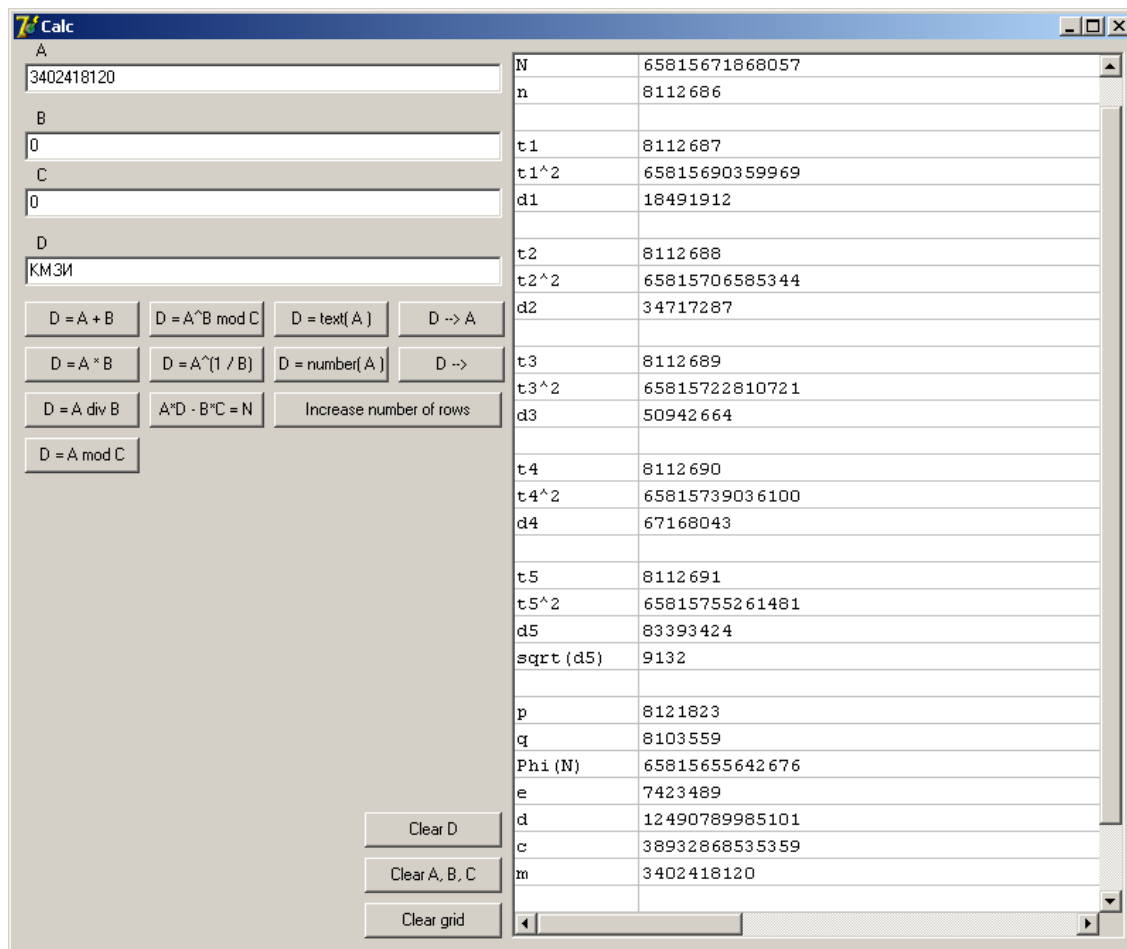 Calc
A
3402418120
B
0
C
0
D
КМЗИ
D = A + B D = A^B mod C D = text( A ) D --> A
D = A * B D = A^(1 / B) D = number( A ) D -->
D = A div B A*D - B*C = N Increase number of rows
D = A mod C
Clear D
Clear A, B, C
Clear grid
N 65815671868057
n 8112686
t1 8112687
t1^2 65815690359969
d1 18491912
t2 8112688
t2^2 65815706585344
d2 34717287
t3 8112689
t3^2 65815722810721
d3 50942664
t4 8112690
t4^2 65815739036100
d4 67168043
t5 8112691
t5^2 65815755261481
d5 83393424
sqrt(d5) 9132
p 8121823
q 8103559
Phi(N) 65815655642676
e 7423489
d 12490789985101
c 38932868535359
m 3402418120